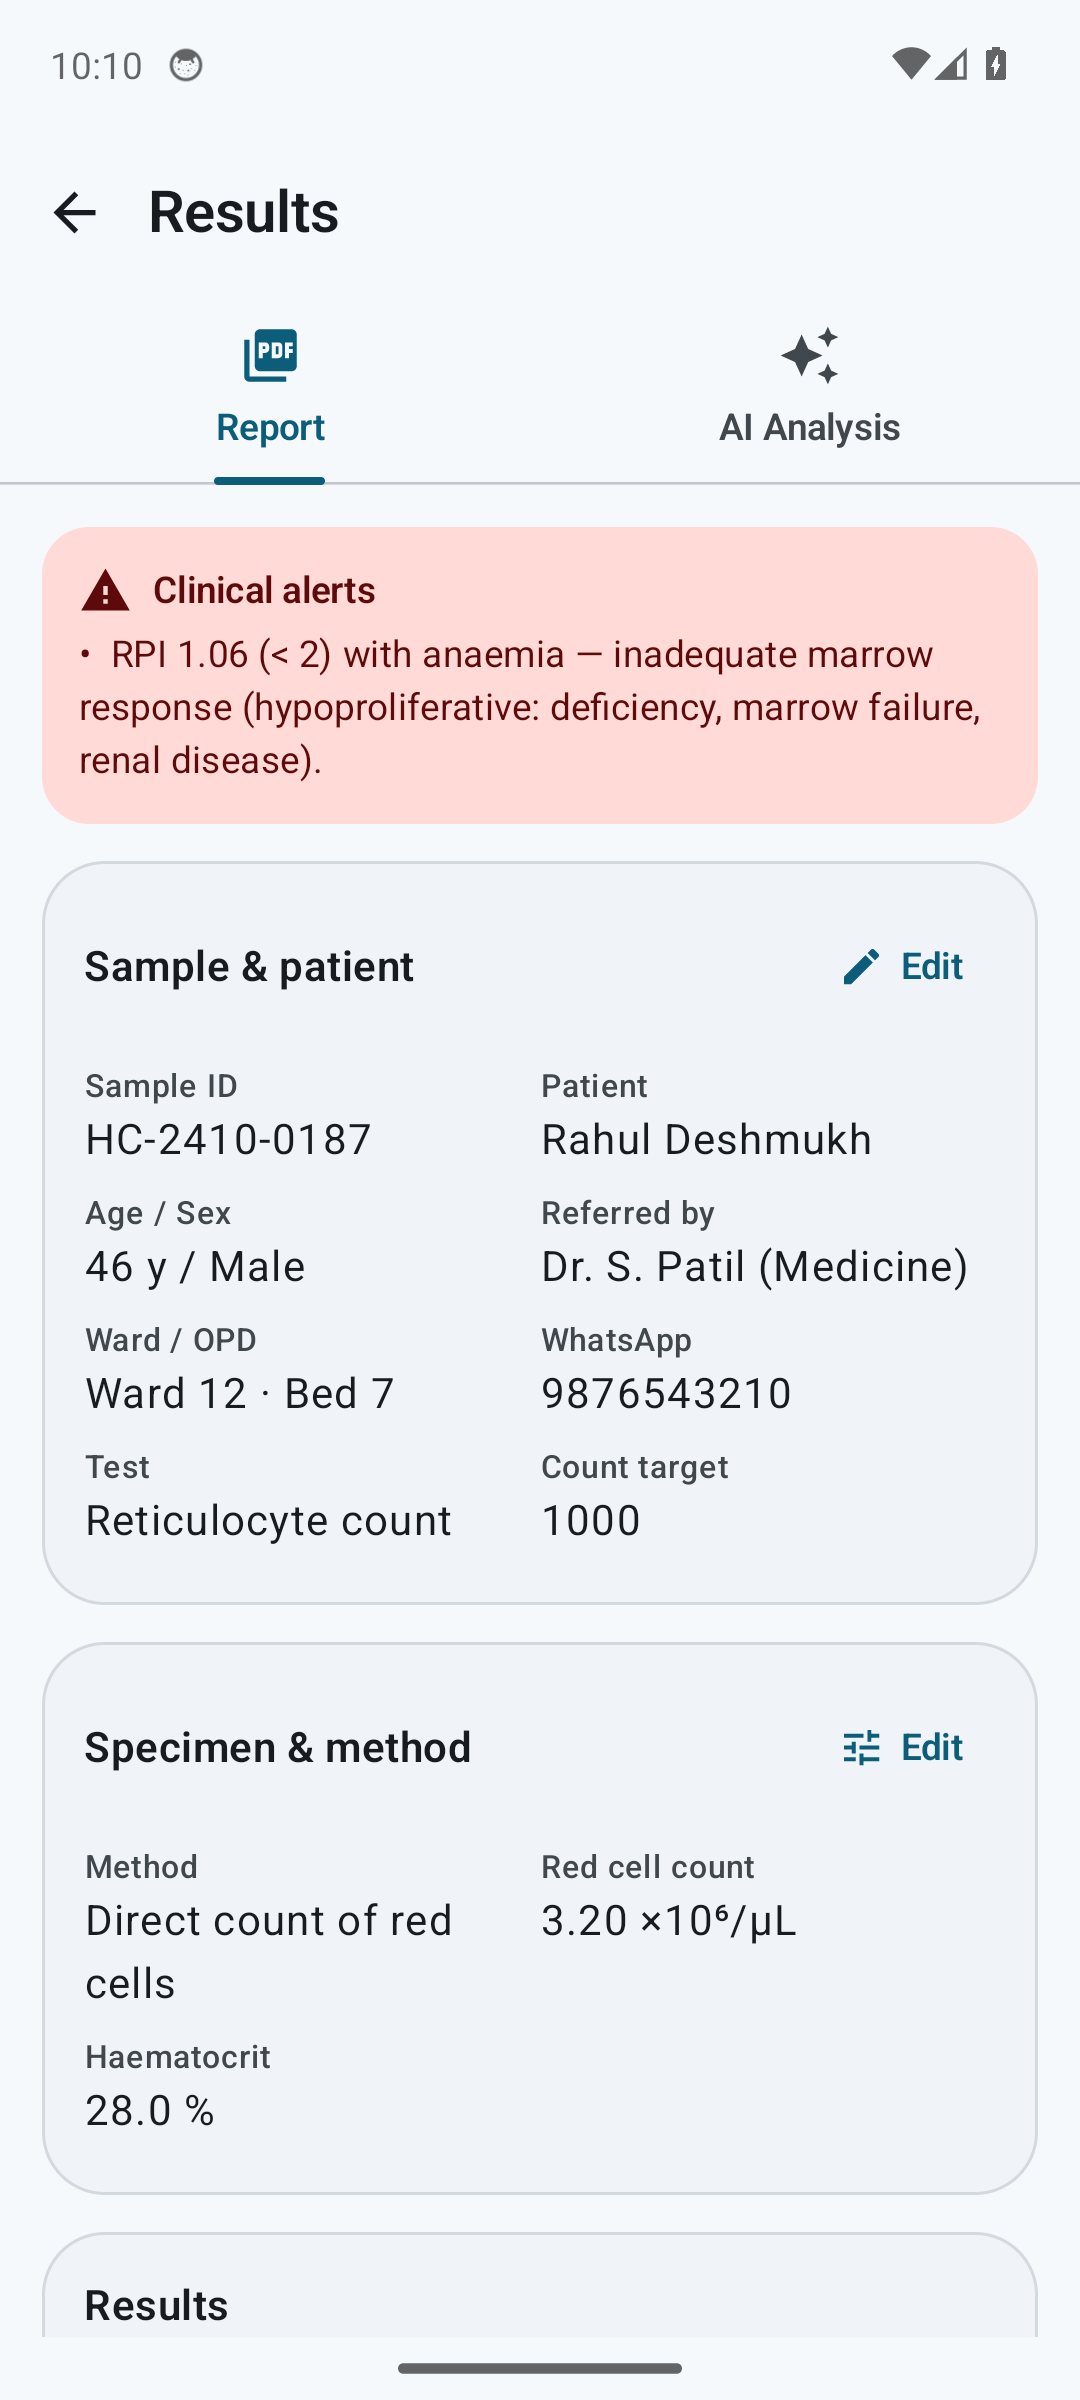 10:10
Results
PDF
Report
AI Analysis
Clinical alerts
• RPI 1.06 (< 2) with anaemia — inadequate marrow
response (hypoproliferative: deficiency, marrow failure,
renal disease).
Sample & patient
Edit
Sample ID
Patient
HC-2410-0187
Rahul Deshmukh
Age / Sex
Referred by
46 y / Male
Dr. S. Patil (Medicine)
Ward / OPD
WhatsApp
Ward 12 · Bed 7
9876543210
Test
Count target
Reticulocyte count
1000
Specimen & method
Edit
Method
Red cell count
Direct count of red
cells
3.20 ×10⁶/µL
Haematocrit
28.0 %
Results